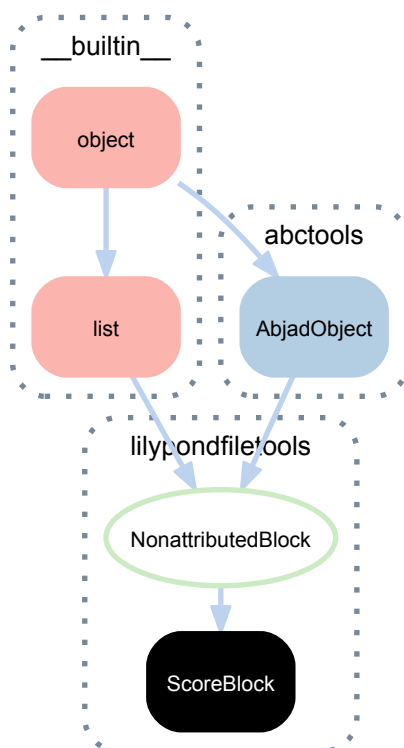 __builtin__
object
abctools
list
AbjadObject
lilypondfiletools
NonattributedBlock
ScoreBlock